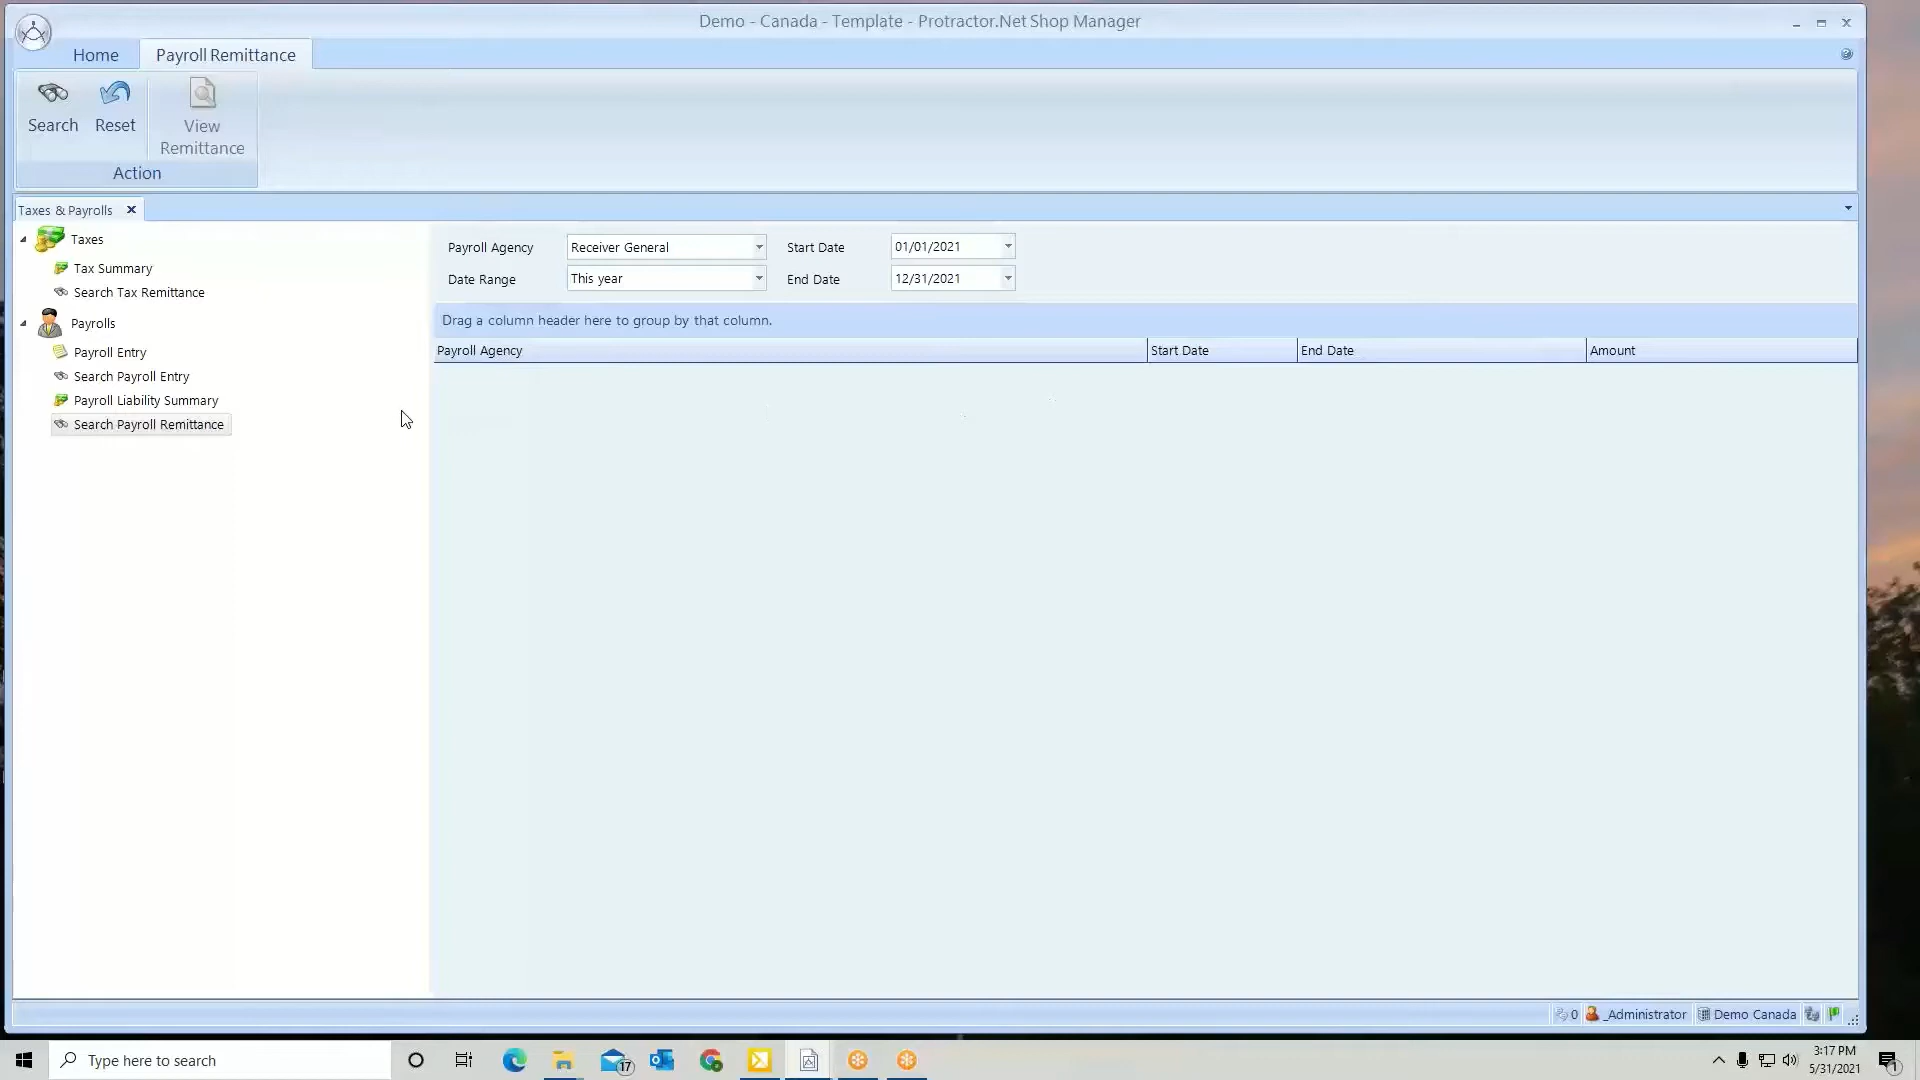 Demo - Canada - Template - Protractor.Net Shop Manager
Home
Payroll Remittance
Search
Reset
View
Remittance
Action
Taxes & Payrolls
Taxes
Tax Summary
Search Tax Remittance
Payrolls
Payroll Entry
Search Payroll Entry
Payroll Liability Summary
Search Payroll Remittance
Payroll Agency Receiver General Start Date 01/01/2021
Date Range This year End Date 12/31/2021
Drag a column header here to group by that column.
Payroll Agency Start Date End Date Amount
0 _Administrator Demo Canada
Type here to search
17
3:17 PM
5/31/2021
1